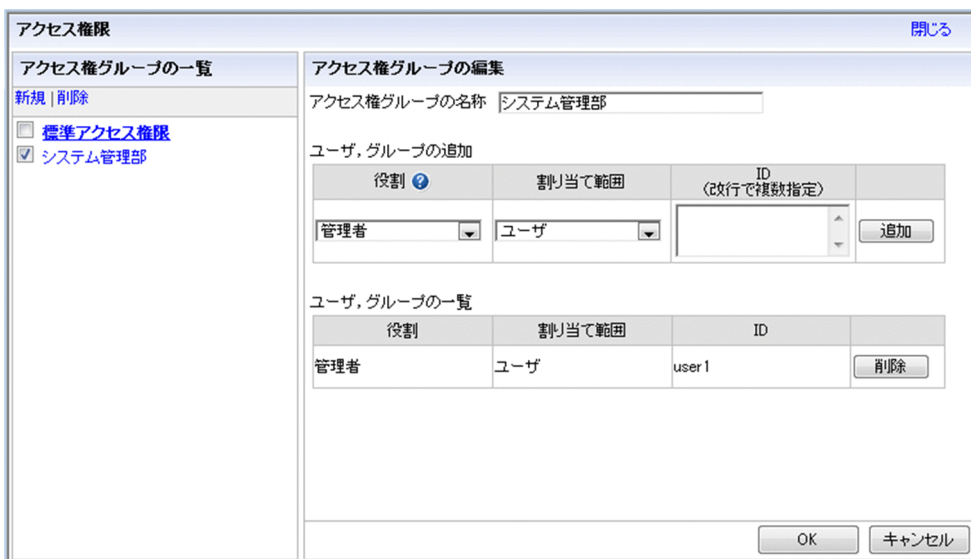 アクセス権限 閉じる
アクセス権グループの一覧
新規 | 削除
標準アクセス権限
システム管理部
アクセス権グループの編集
アクセス権グループの名称 システム管理部
ユーザ, グループの追加
役割 ? 割り当て範囲 ID
(改行で複数指定)
管理者 ユーザ 追加
ユーザ, グループの一覧
役割 割り当て範囲 ID
管理者 ユーザ user1 削除
OK キャンセル